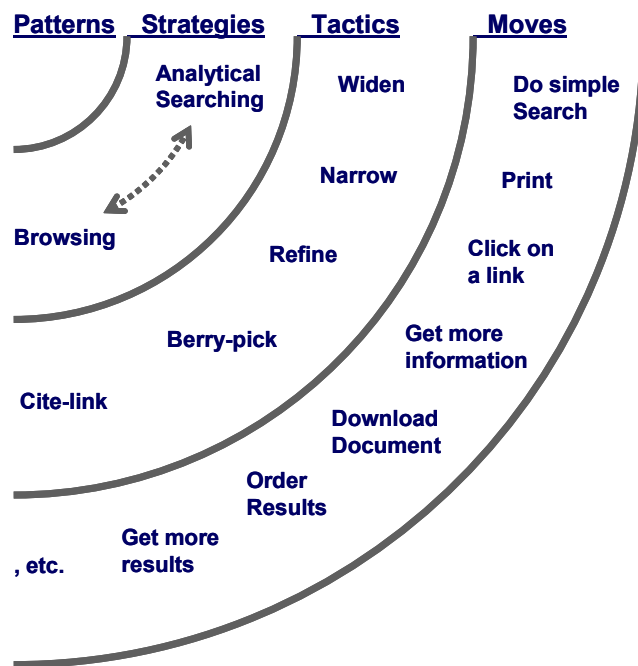 Patterns Strategies Tactics Moves
Analytical
Searching
Browsing
Widen
Narrow
Refine
Berry-pick
Cite-link
Do simple
Search
Print
Click on
a link
Get more
information
Download
Document
Order
Results
Get more
results
, etc.